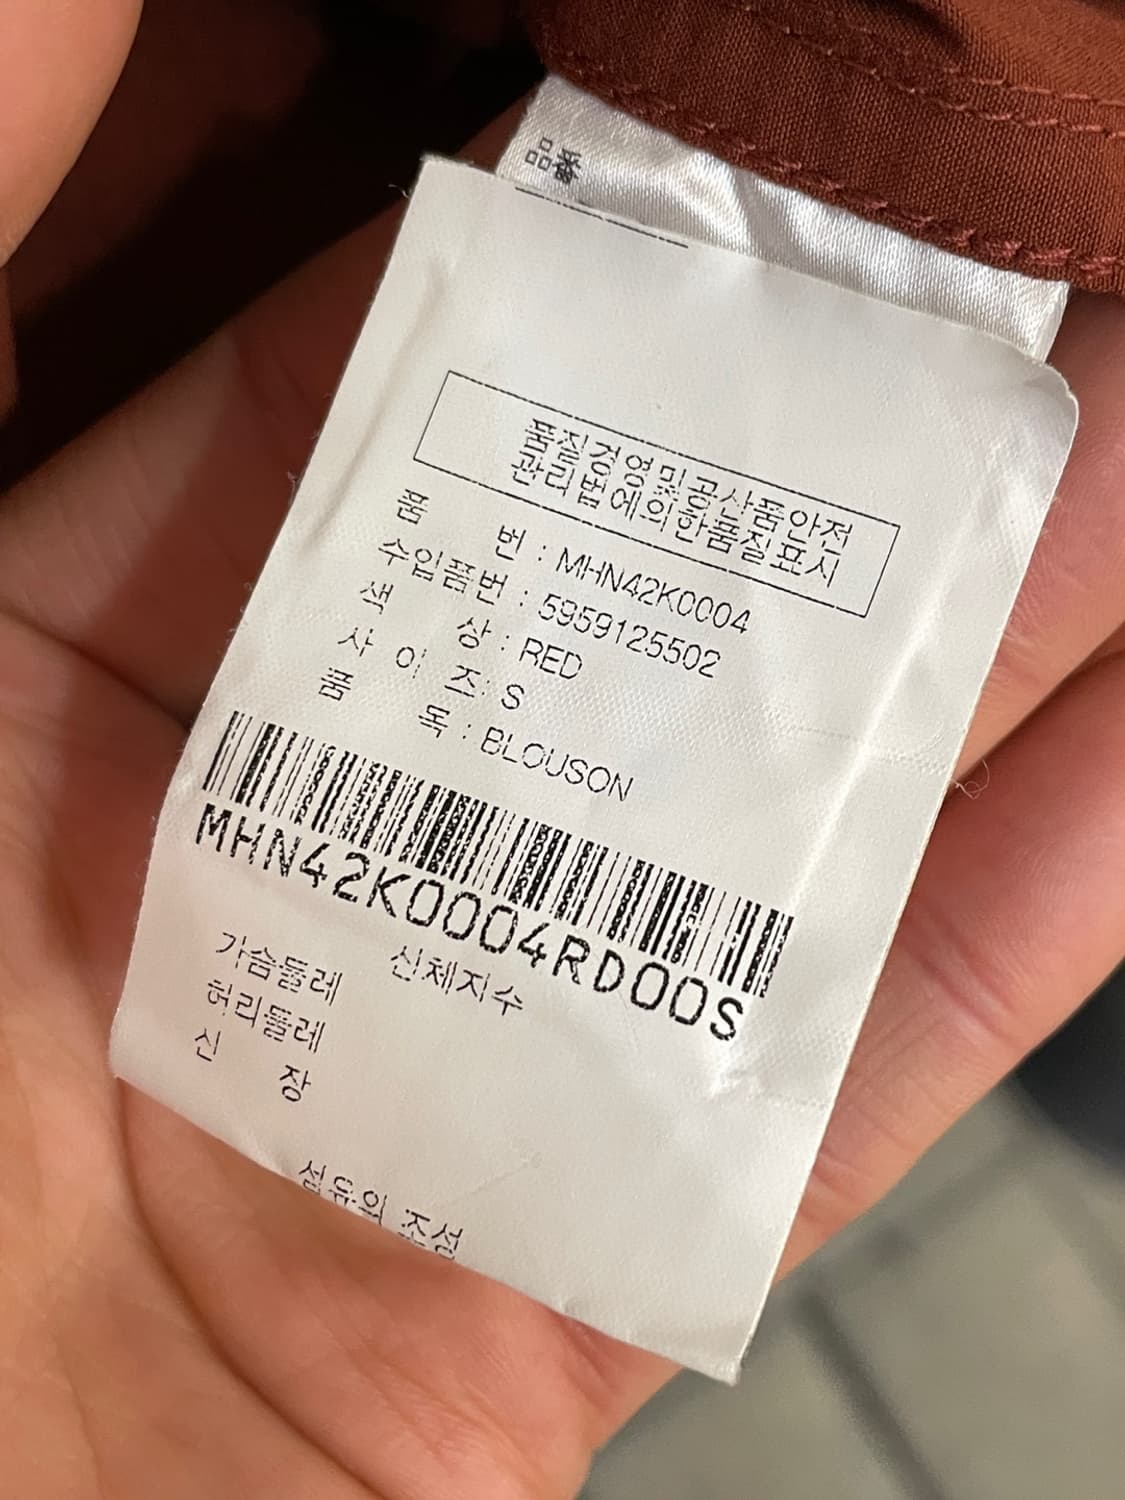 品番
품질경영및공산품안전
관리법에의한품질표시
품 번 : MHN42K0004
수입품번 : 5959125502
색 상 : RED
사 이 즈 : S
품 목 : BLOUSON
MHN42K0004RD00S
신체지수
가슴둘레
허리둘레
신 장
섬유의 조성